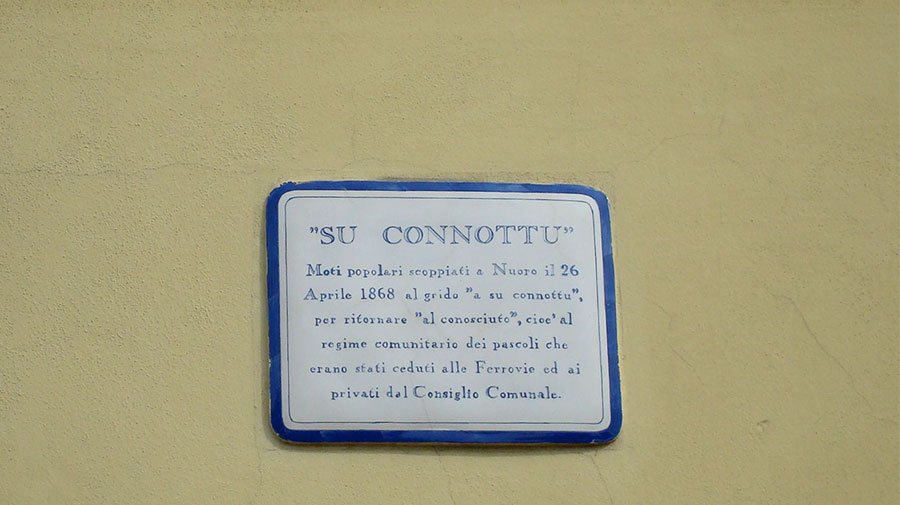 "SU CONNOTTU"
Moti popolari scoppiati a Nuoro il 26
Aprile 1868 al grido "a su connottu",
per ritornare "al conosciuto", cioe' al
regime comunitario dei pascoli che
erano stati ceduti alle Ferrovie ed ai
privati dal Consiglio Comunale.